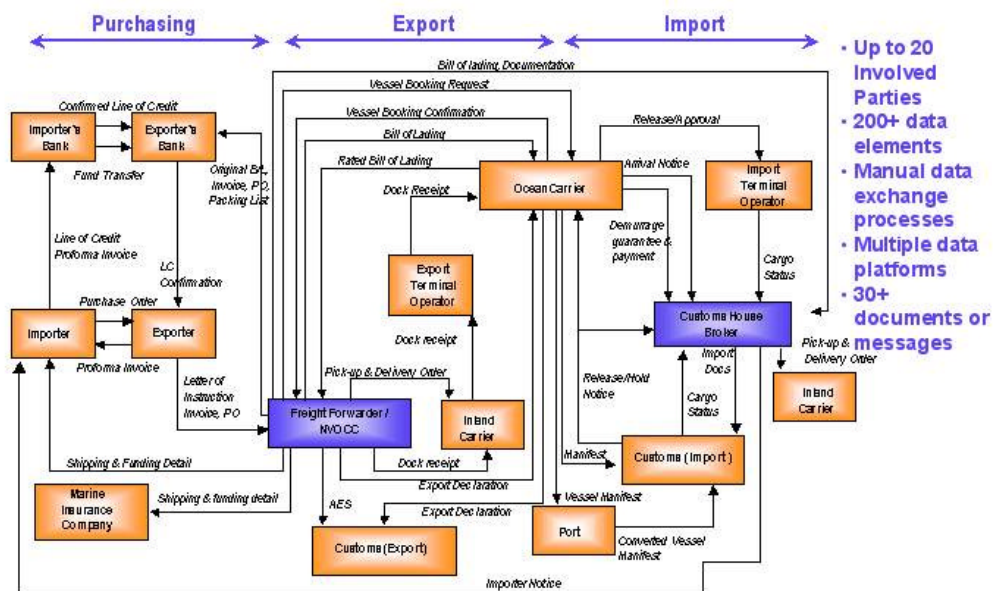 Purchasing
Export
Import
Bill of lading, Documentation
Vessel Booking Request
Vessel Booking Confirmation
Bill of Lading
Rated Bill of Lading
Confirmed Line of Credit
Importer's
Bank
Exporter's
Bank
Fund Transfer
Original B/L,
Invoice, PO,
Packing List
Dock Receipt
Ocean Carrier
Release/Approval
Arrival Notice
Import
Terminal
Operator
Demurrage
guarantee &
payment
Cargo
Status
Line of Credit
Proforma Invoice
LC
Confirmation
Export
Terminal
Operator
Purchase Order
Importer
Exporter
Proforma Invoice
Dock receipt
Customs House
Broker
Letter of
Instruction
Invoice, PO
Pick-up & Delivery Order
Freight Forwarder /
NVOCC
Inland
Carrier
Release/Hold
Notice
Import
Docs
Cargo
Status
Pick-up &
Delivery Order
Inland
Carrier
Shipping & Funding Detail
Dock receipt
Manifest
Customs (Import)
Marine
Insurance
Company
Shipping & funding detail
Export Declaration
AES
Export Declaration
Vessel Manifest
Customs (Export)
Port
Converted Vessel
Manifest
Importer Notice
• Up to 20
Involved
Parties
• 200+ data
elements
• Manual data
exchange
processes
• Multiple data
platforms
• 30+
documents or
messages